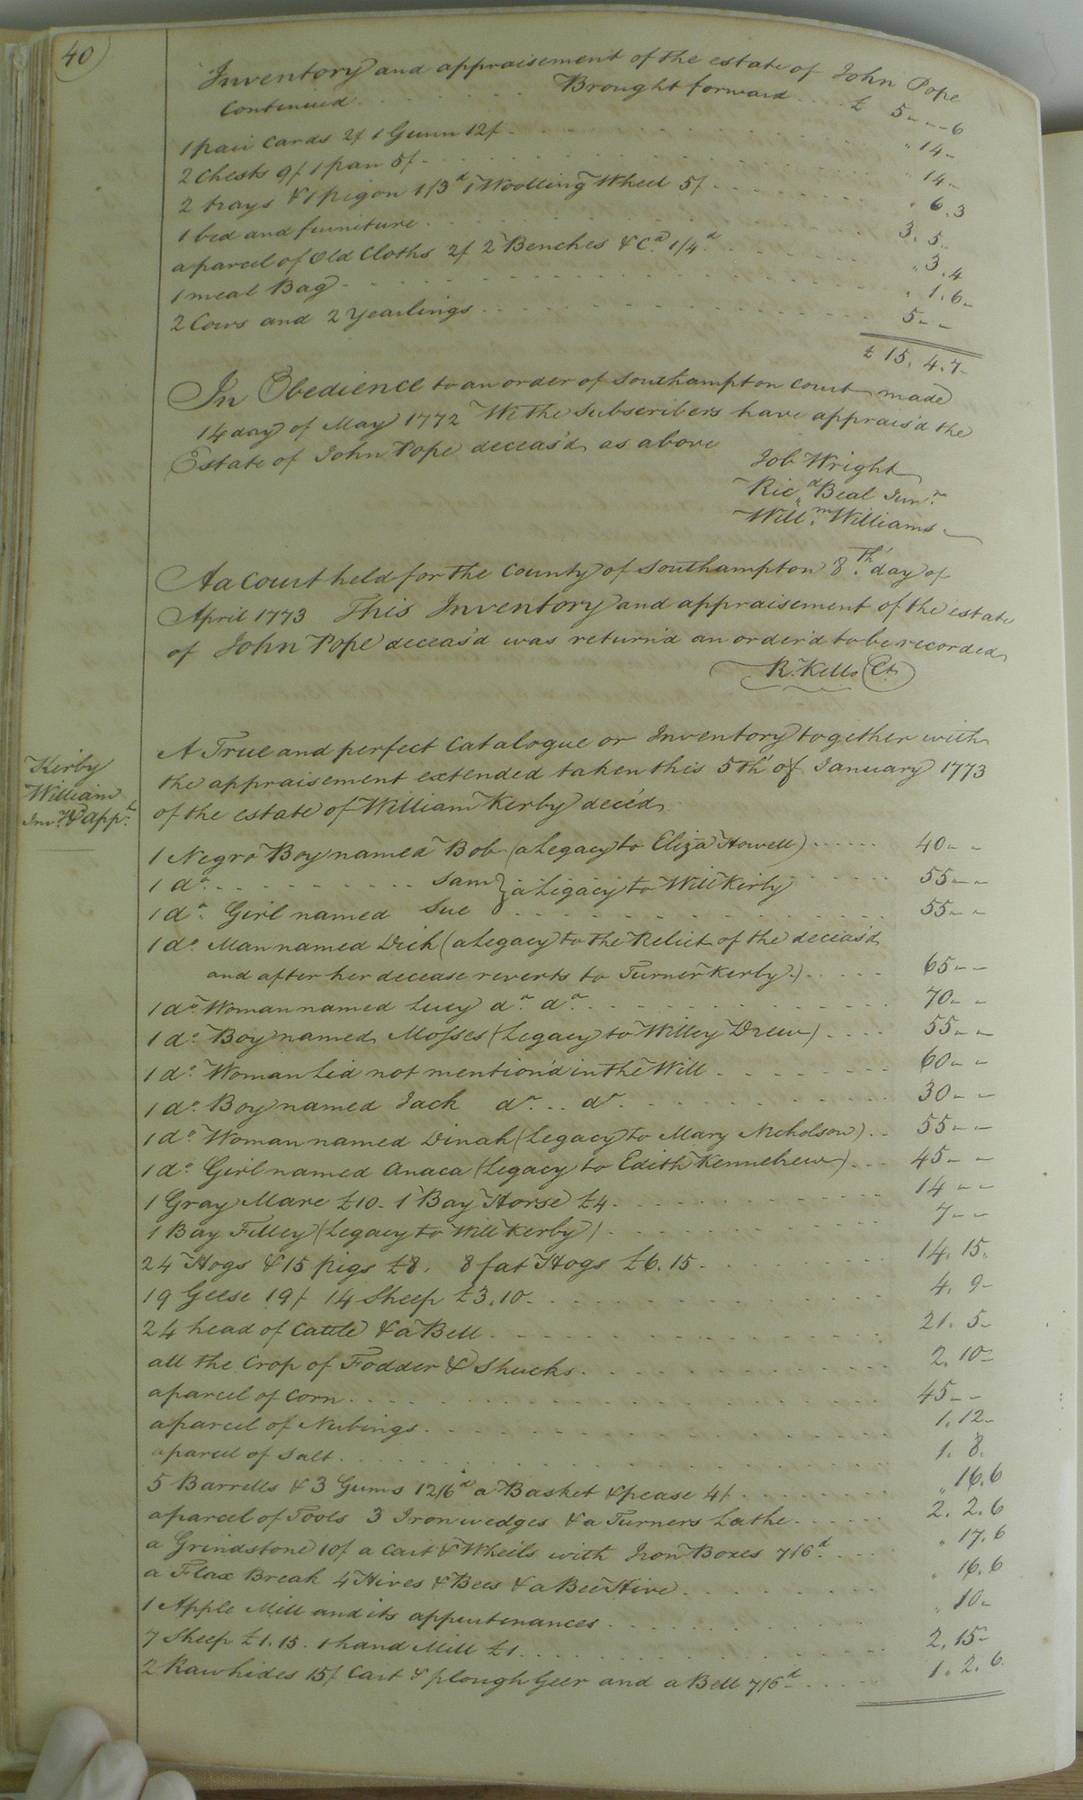 40
Inventory and appraisement of the estate of John Pope
Continued . . . . Brought forward . . . £ 5 - - 6
1 pair Cards 2/ 1 Gunn 12/ . . . " 14 -
2 Chests 9/ 1 pan 5/ . . . " 14 -
2 trays & 1 pigon 1/3d 1 Woolling Wheel 5/ . . . " 6. 3
1 bed and furniture . . . 3. 5..
a parcel of Old Cloths 2/ 2 Benches & Ca. 1/4d . . . " 3. 4
1 meal Bag . . . " 1. 6 -
2 Cows and 2 Yearlings . . . 5 - -
£ 15. 4. 7 -
In Obedience to an order of Southampton Court made
14 day of May 1772 We the Subscribers have apprais'd the
Estate of John Pope deceas'd as above
Job Wright
Ricd. Beal Junr.
Willm. Williams
At a Court held for the County of Southampton 8th. day of
April 1773 This Inventory and appraisement of the estate
of John Pope deceas'd was return'd an order'd to be recorded
R. Kello Ct.
Kirby
William
Invy. & appt.
A True and perfect Catalogue or Inventory together with
the appraisement extended taken this 5th of January 1773
of the estate of William Kerby dece'd
1 Negro Boy named Bob (a Legacy to Eliza Howell) . . . 40 - -
1 do. . . . Sam } a Ligacy to Will Kirby . . . 55 - -
1 do. Girl named Sue . . . 55 - -
1 do. Man named Dick (a Legacy to the Relict of the deceas'd
and after her decease reverts to Turner Kerby.) . . . 65 - -
1 do. Woman named Lucy do. do. . . . 70 - -
1 do. Boy named Mosses (Legacy to Willey Drew) . . . 55 - -
1 do. Woman Lid not mention'd in the Will . . . 60 - -
1 do. Boy named Jack do. . . do. . . . 30 - -
1 do. Woman named Dinah (Legacy to Mary Nicholson) . . 55 - -
1 do. Girl named Anaca (Legacy to Edith Kennebrew) . . . 45 - -
1 Gray Mare £10 - 1 Bay Horse £4 . . . 14 - -
1 Bay Filley (Legacy to Will Kerby) . . . 7 - -
24 Hogs & 15 pigs £8. 8 fat Hogs £6.15 . . . 14. 15.
19 Geese 19/ 14 Sheep £3.10 - . . . 4. 9 -
24 head of Cattle & a Bell . . . 21. 5 -
all the Crop of Fodder & Shucks . . . 2. 10 -
a parcel of Corn . . . 45 - -
a parcel of Nubings . . . 1. 12 -
a parcel of Salt . . . 1. 8.
5 Barrells & 3 Gums 12/6d a Basket & pease 4/ . . . " 16. 6
a parcel of Tools 3 Iron wedges & a Turners Lathe . . . 2. 2. 6
a Grindstone 10/ a Cart & Wheils with Iron Boxes 7/6d. . . . " 17. 6
a Flax Break 4 Hives & Bees & a Bee Hive . . . " 16. 6
1 Apple Mill and its appurtenances . . . " 10 -
7 Sheep £1.15. 1 hand Mill £1 . . . 2. 15 -
2 Raw hides 15/ Cart & plough Geer and a Bell 7/6d . . . 1. 2. 6